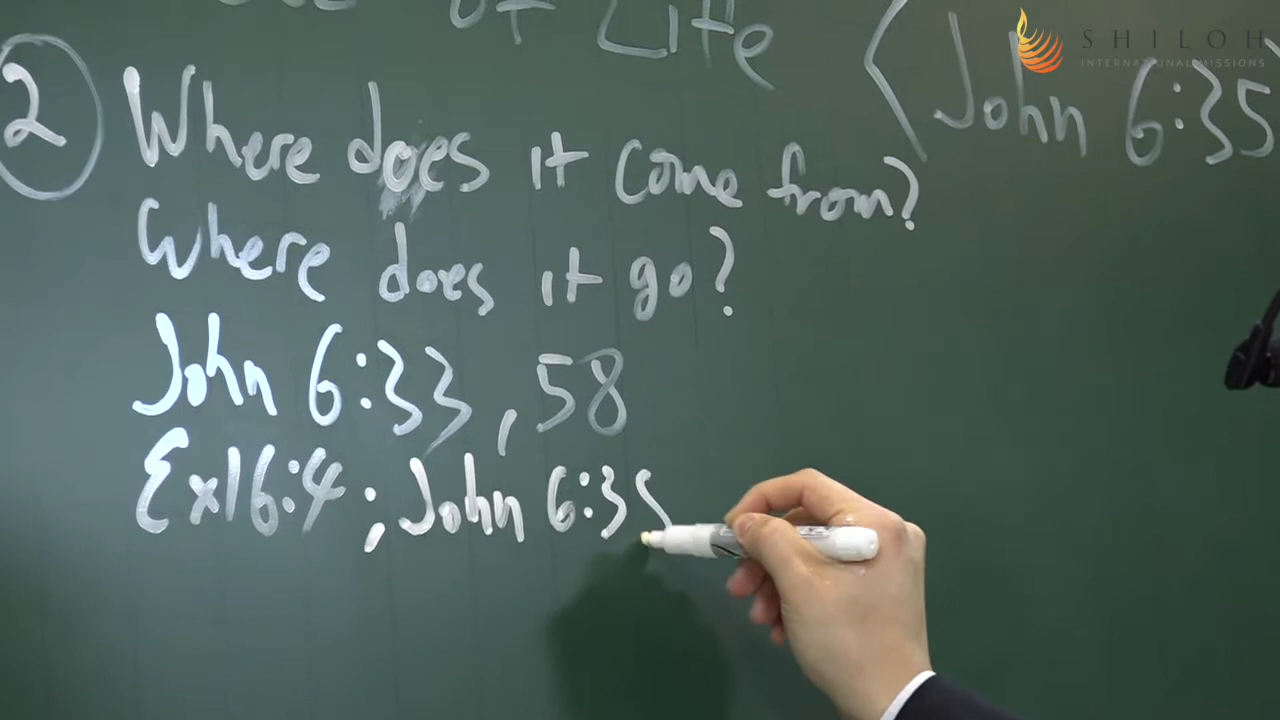 of Life
<John 6:35>
SHILOH
INTERNATIONAL MISSIONS
2 Where does it come from?
Where does it go?
John 6:33, 58
Ex16:4; John 6:35